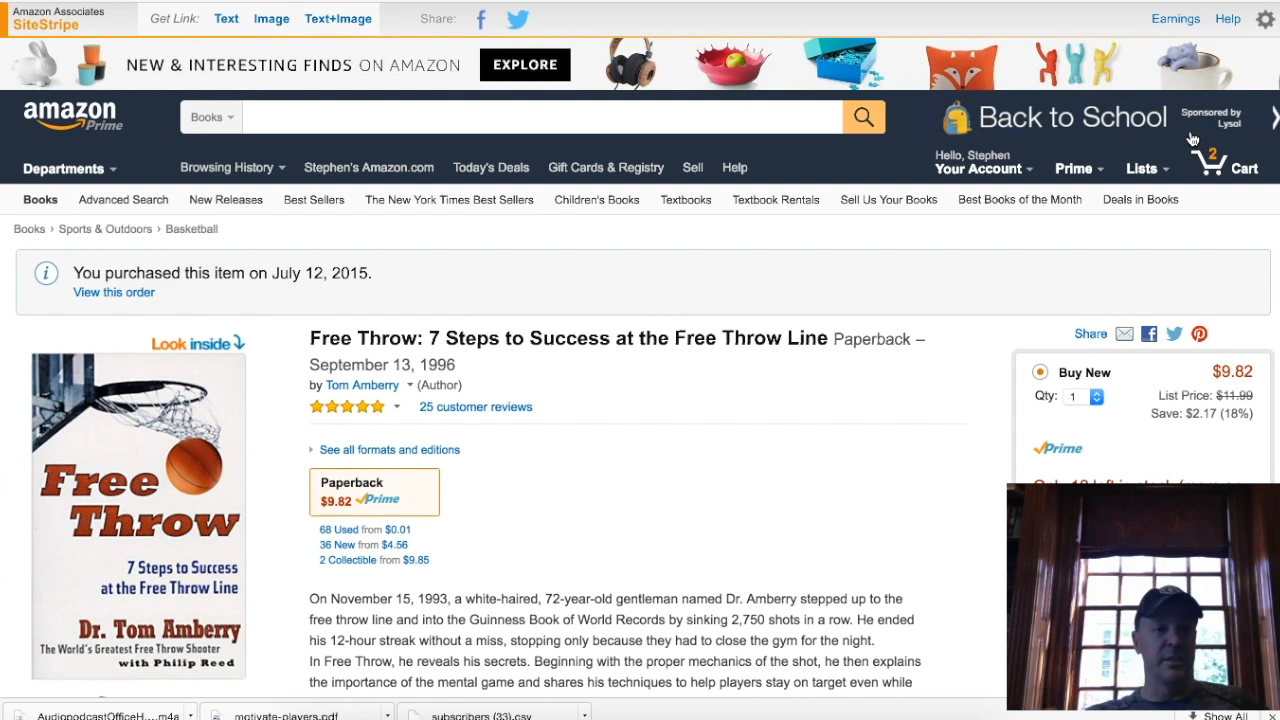 Amazon Associates
SiteStripe
Get Link: Text Image Text+Image
Share:
Earnings Help
NEW & INTERESTING FINDS ON AMAZON EXPLORE
amazon
Prime
Books
Back to School
Sponsored by
Lysol
Departments
Browsing History Stephen's Amazon.com Today's Deals Gift Cards & Registry Sell Help
Hello, Stephen
Your Account Prime Lists 2 Cart
Books Advanced Search New Releases Best Sellers The New York Times Best Sellers Children's Books Textbooks Textbook Rentals Sell Us Your Books Best Books of the Month Deals in Books
Books › Sports & Outdoors › Basketball
i You purchased this item on July 12, 2015.
View this order
Look inside
Free Throw
7 Steps to Success
at the Free Throw Line
Dr. Tom Amberry
The World's Greatest Free Throw Shooter
with Philip Reed
Free Throw: 7 Steps to Success at the Free Throw Line Paperback –
September 13, 1996
by Tom Amberry (Author)
25 customer reviews
See all formats and editions
Paperback
$9.82 Prime
68 Used from $0.01
36 New from $4.56
2 Collectible from $9.85
On November 15, 1993, a white-haired, 72-year-old gentleman named Dr. Amberry stepped up to the
free throw line and into the Guinness Book of World Records by sinking 2,750 shots in a row. He ended
his 12-hour streak without a miss, stopping only because they had to close the gym for the night.
In Free Throw, he reveals his secrets. Beginning with the proper mechanics of the shot, he then explains
the importance of the mental game and shares his techniques to help players stay on target even while
Share
Buy New $9.82
Qty: 1 List Price: $11.99
Save: $2.17 (18%)
Prime
AudiopodcastOfficeH....m4a motivate-players.pdf subscribers (33).csv Show All